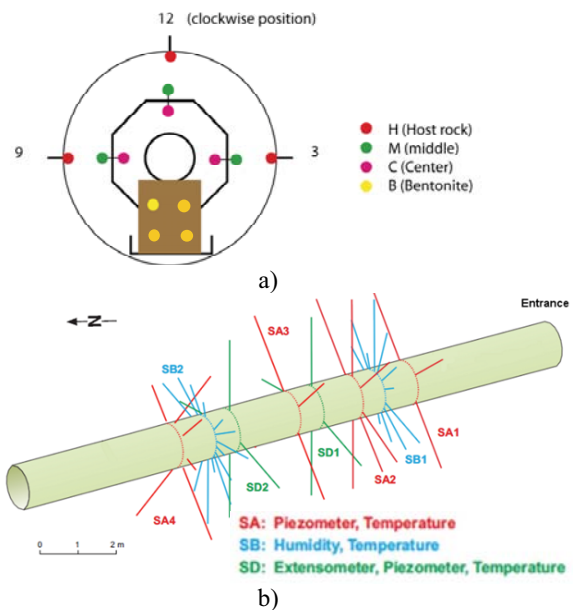 12 (clockwise position)
9
3
H (Host rock)
M (middle)
C (Center)
B (Bentonite)
a)
Entrance
N
SA3
SB2
SA1
SD1
SB1
SA2
SD2
SA4
0 1 2 m
SA: Piezometer, Temperature
SB: Humidity, Temperature
SD: Extensometer, Piezometer, Temperature
b)